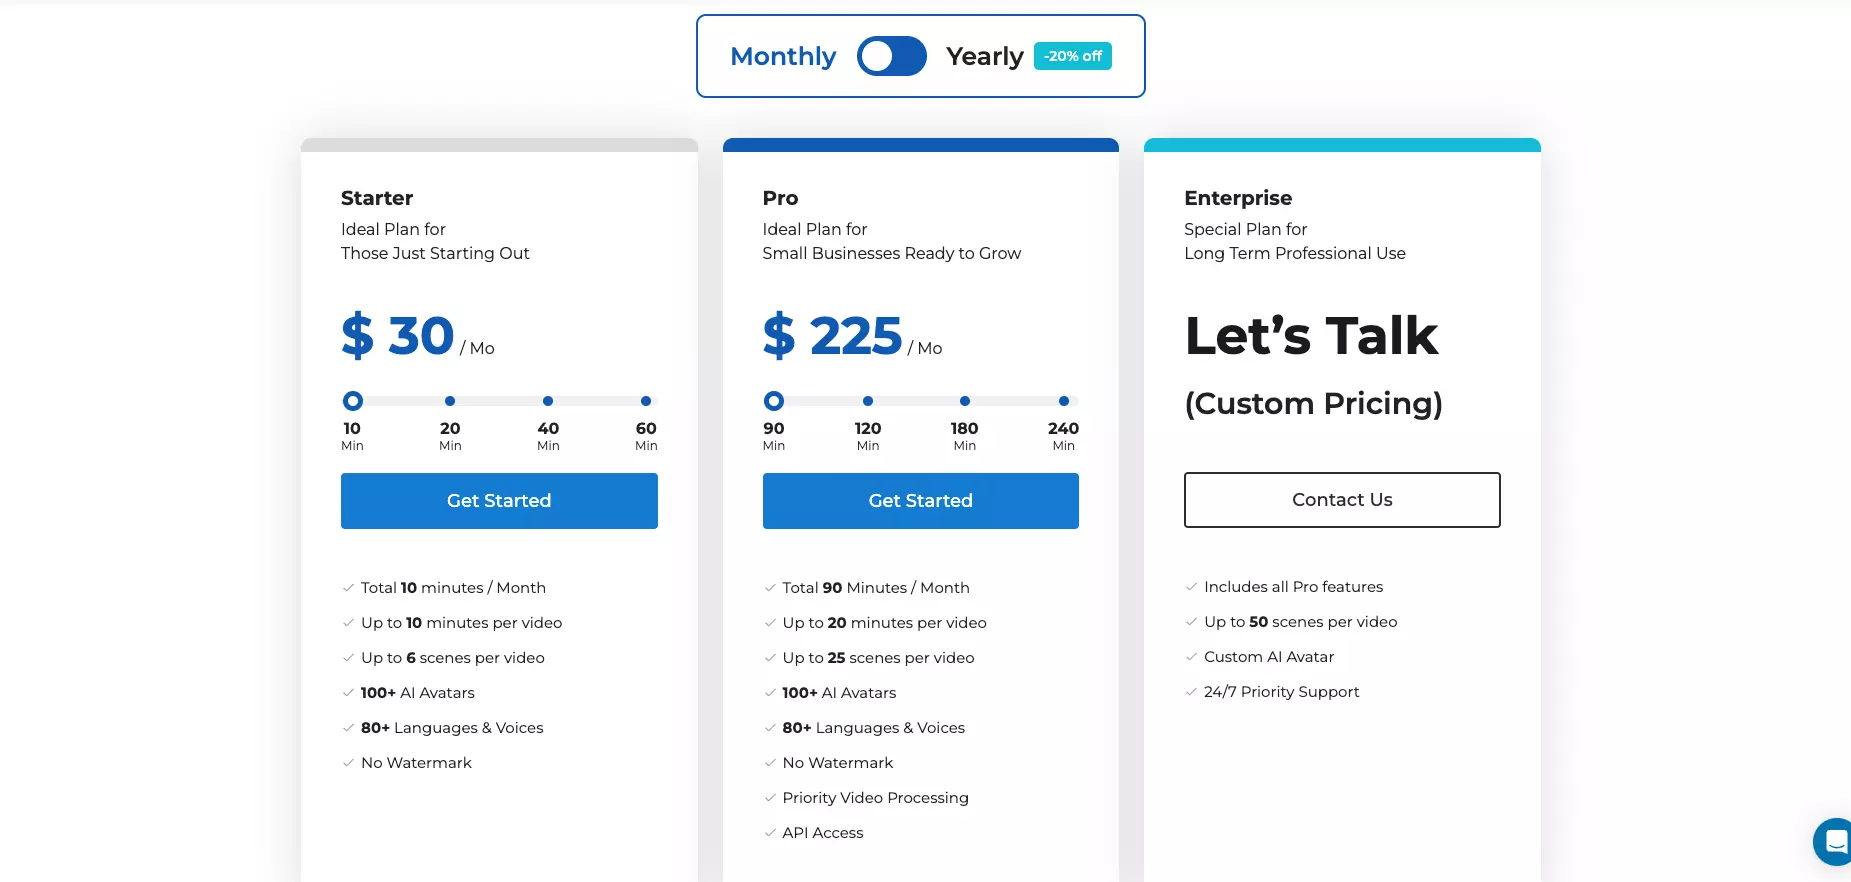 Monthly Yearly -20% off
Starter
Ideal Plan for
Those Just Starting Out
$ 30 / Mo
10 20 40 60
Min Min Min Min
Get Started
Total 10 minutes / Month
Up to 10 minutes per video
Up to 6 scenes per video
100+ AI Avatars
80+ Languages & Voices
No Watermark
Pro
Ideal Plan for
Small Businesses Ready to Grow
$ 225 / Mo
90 120 180 240
Min Min Min Min
Get Started
Total 90 Minutes / Month
Up to 20 minutes per video
Up to 25 scenes per video
100+ AI Avatars
80+ Languages & Voices
No Watermark
Priority Video Processing
API Access
Enterprise
Special Plan for
Long Term Professional Use
Let’s Talk
(Custom Pricing)
Contact Us
Includes all Pro features
Up to 50 scenes per video
Custom AI Avatar
24/7 Priority Support